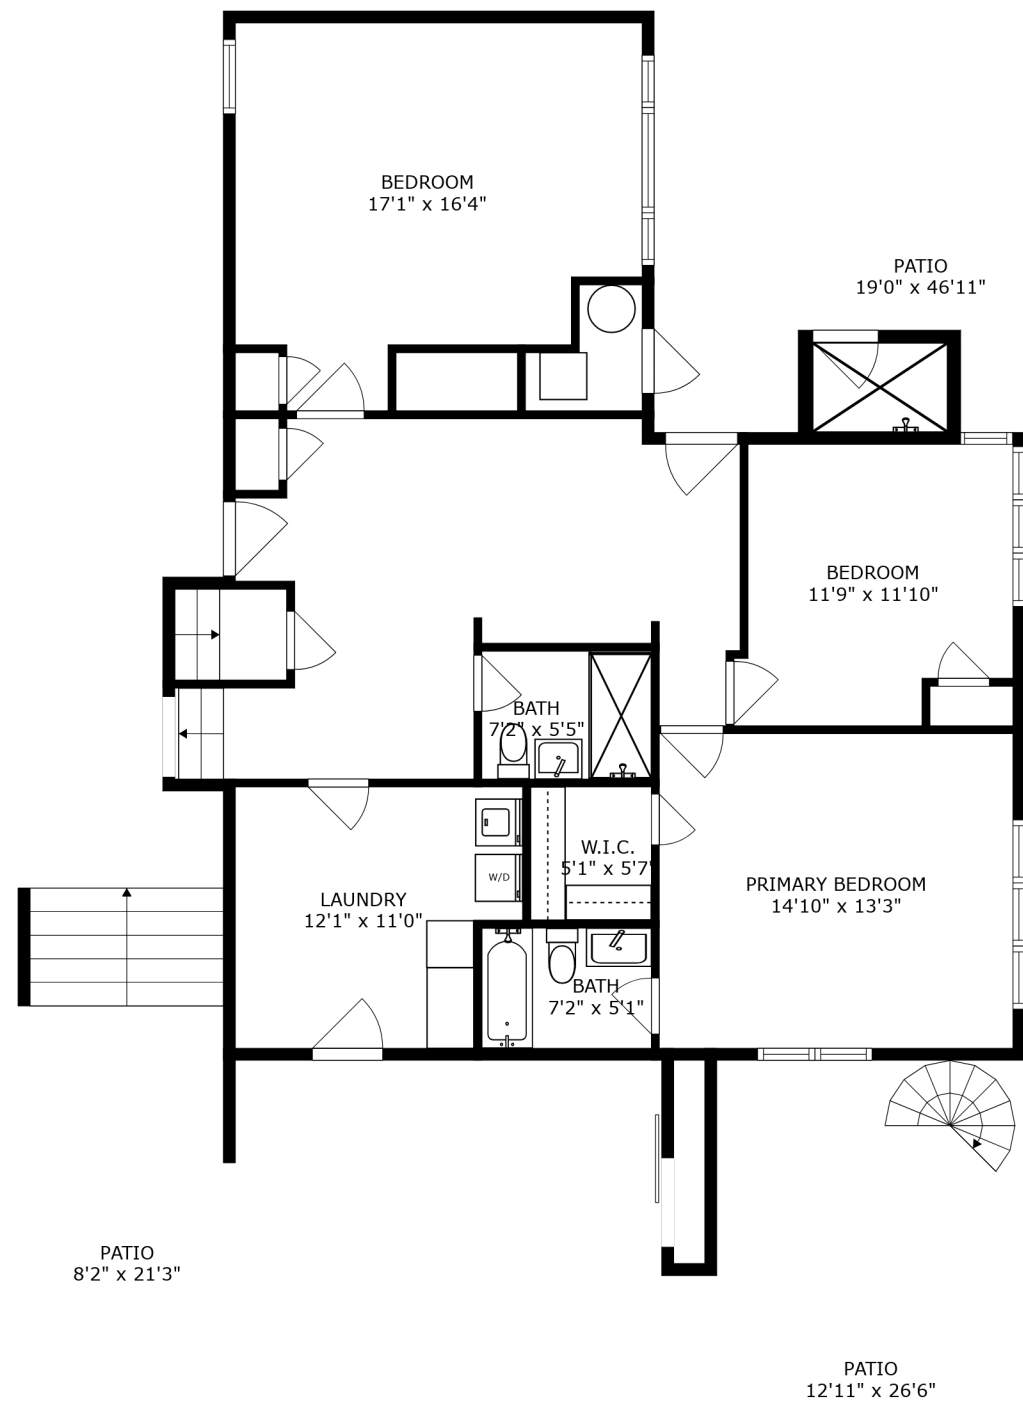 BEDROOM
17'1" x 16'4"
PATIO
19'0" x 46'11"
BEDROOM
11'9" x 11'10"
BATH
7'2" x 5'5"
W.I.C.
5'1" x 5'7"
W/D
LAUNDRY
12'1" x 11'0"
PRIMARY BEDROOM
14'10" x 13'3"
BATH
7'2" x 5'1"
PATIO
8'2" x 21'3"
PATIO
12'11" x 26'6"